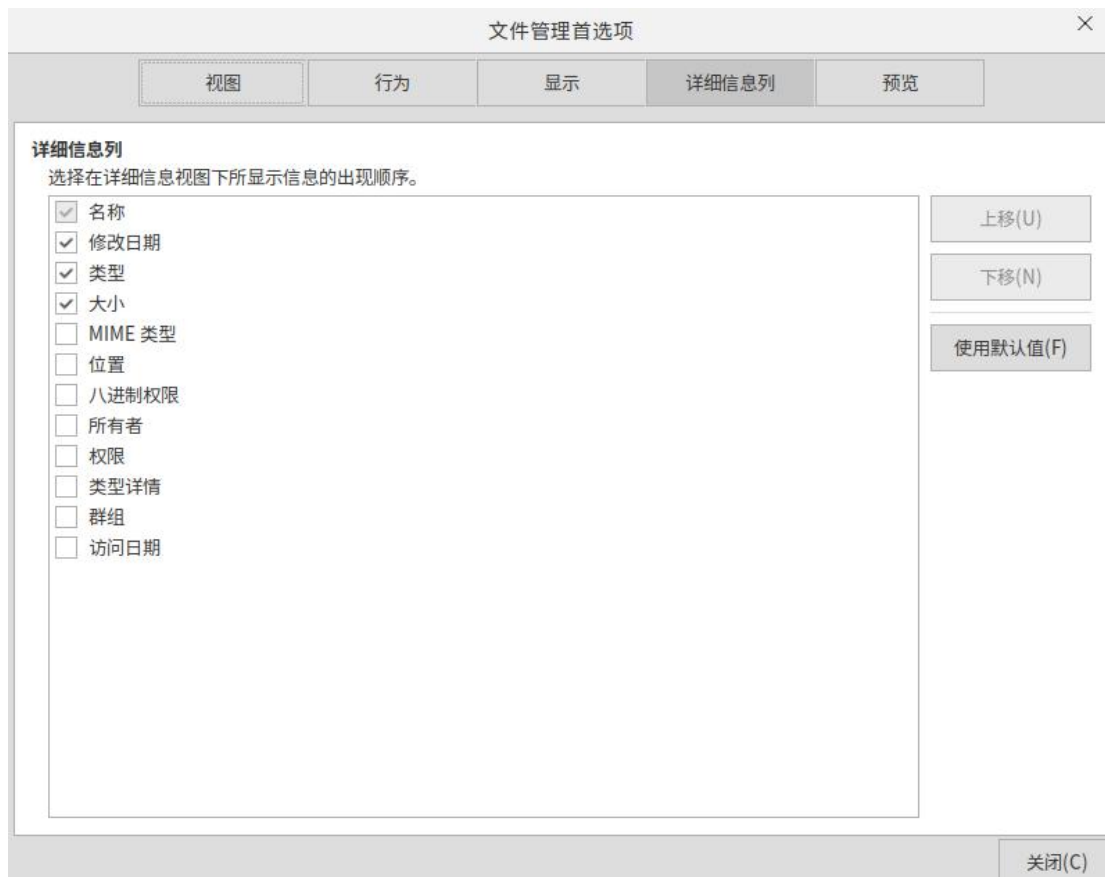 文件管理首选项
视图 行为 显示 详细信息列 预览
详细信息列
选择在详细信息视图下所显示信息的出现顺序。
名称
修改日期
类型
大小
MIME 类型
位置
八进制权限
所有者
权限
类型详情
群组
访问日期
上移(U)
下移(N)
使用默认值(F)
关闭(C)